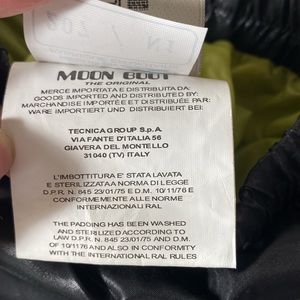 MOON BOOT
THE ORIGINAL
MERCE IMPORTATA E DISTRIBUITA DA:
GOODS IMPORTED AND DISTRIBUTED BY:
MARCHANDISE IMPORTÉE ET DISTRIBUÉE PAR:
WARE IMPORTIERT UND DISTRIBUIERT BEI:
TECNICA GROUP S.p.A.
VIA FANTE D'ITALIA 56
GIAVERA DEL MONTELLO
31040 (TV) ITALY
L'IMBOTTITURA E' STATA LAVATA
E STERILIZZATA A NORMA DI LEGGE
D.P.R. N. 845 23/01/75 AND D.M. 10/11/76 E
CONFORMEMENTE ALLE NORME
INTERNAZIONALI RAL
THE PADDING HAS BEEN WASHED
AND STERILIZED ACCORDING TO
LAW D.P.R. N. 845 23/01/75 AND D.M.
OF 10/1176 AND ALSO IN CONFORMITY
WITH THE INTERNATIONAL RAL RULES